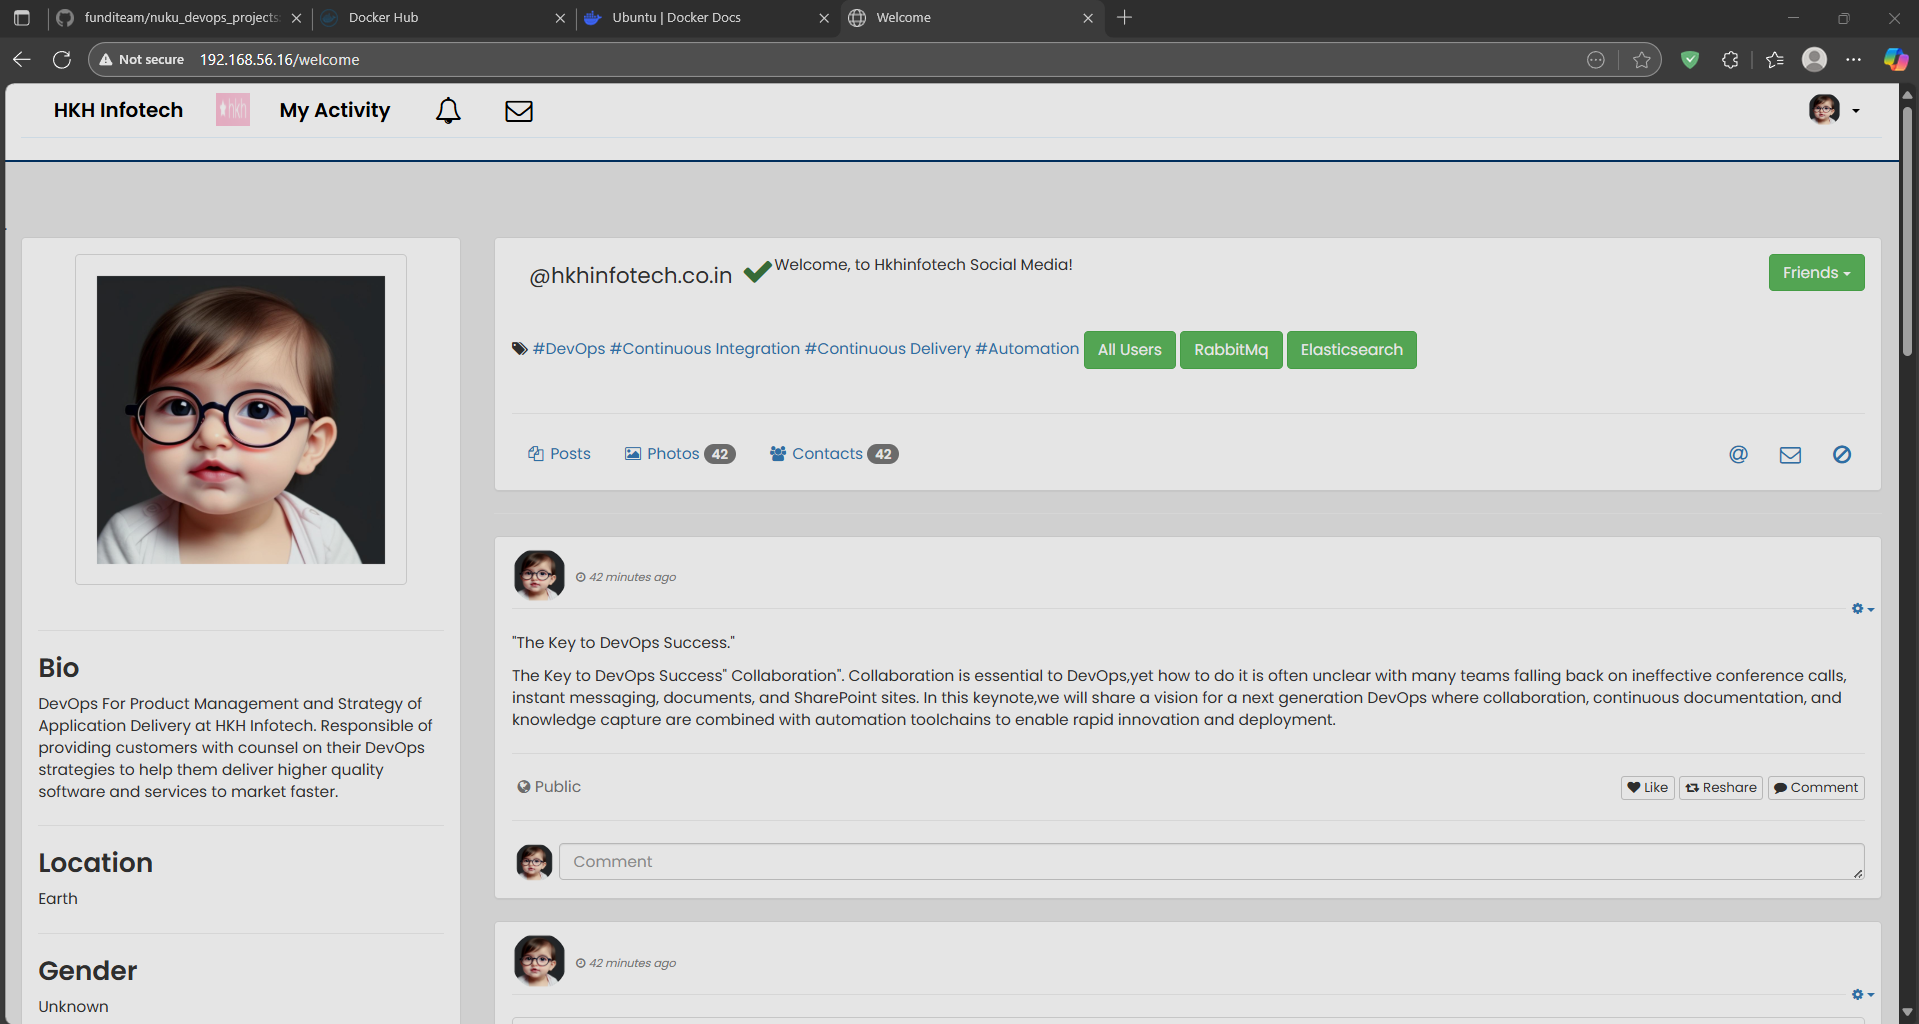 funditeam/nuku_devops_projects:
Docker Hub
Ubuntu | Docker Docs
Welcome
Not secure
192.168.56.16/welcome
HKH Infotech
hkh
My Activity
@hkhinfotech.co.in
Welcome, to Hkhinfotech Social Media!
Friends
#DevOps #Continuous Integration #Continuous Delivery #Automation
All Users
RabbitMq
Elasticsearch
Posts
Photos 42
Contacts 42
@
42 minutes ago
"The Key to DevOps Success."
The Key to DevOps Success" Collaboration". Collaboration is essential to DevOps,yet how to do it is often unclear with many teams falling back on ineffective conference calls,
instant messaging, documents, and SharePoint sites. In this keynote,we will share a vision for a next generation DevOps where collaboration, continuous documentation, and
knowledge capture are combined with automation toolchains to enable rapid innovation and deployment.
Public
Like
Reshare
Comment
Comment
42 minutes ago
Bio
DevOps For Product Management and Strategy of
Application Delivery at HKH Infotech. Responsible of
providing customers with counsel on their DevOps
strategies to help them deliver higher quality
software and services to market faster.
Location
Earth
Gender
Unknown